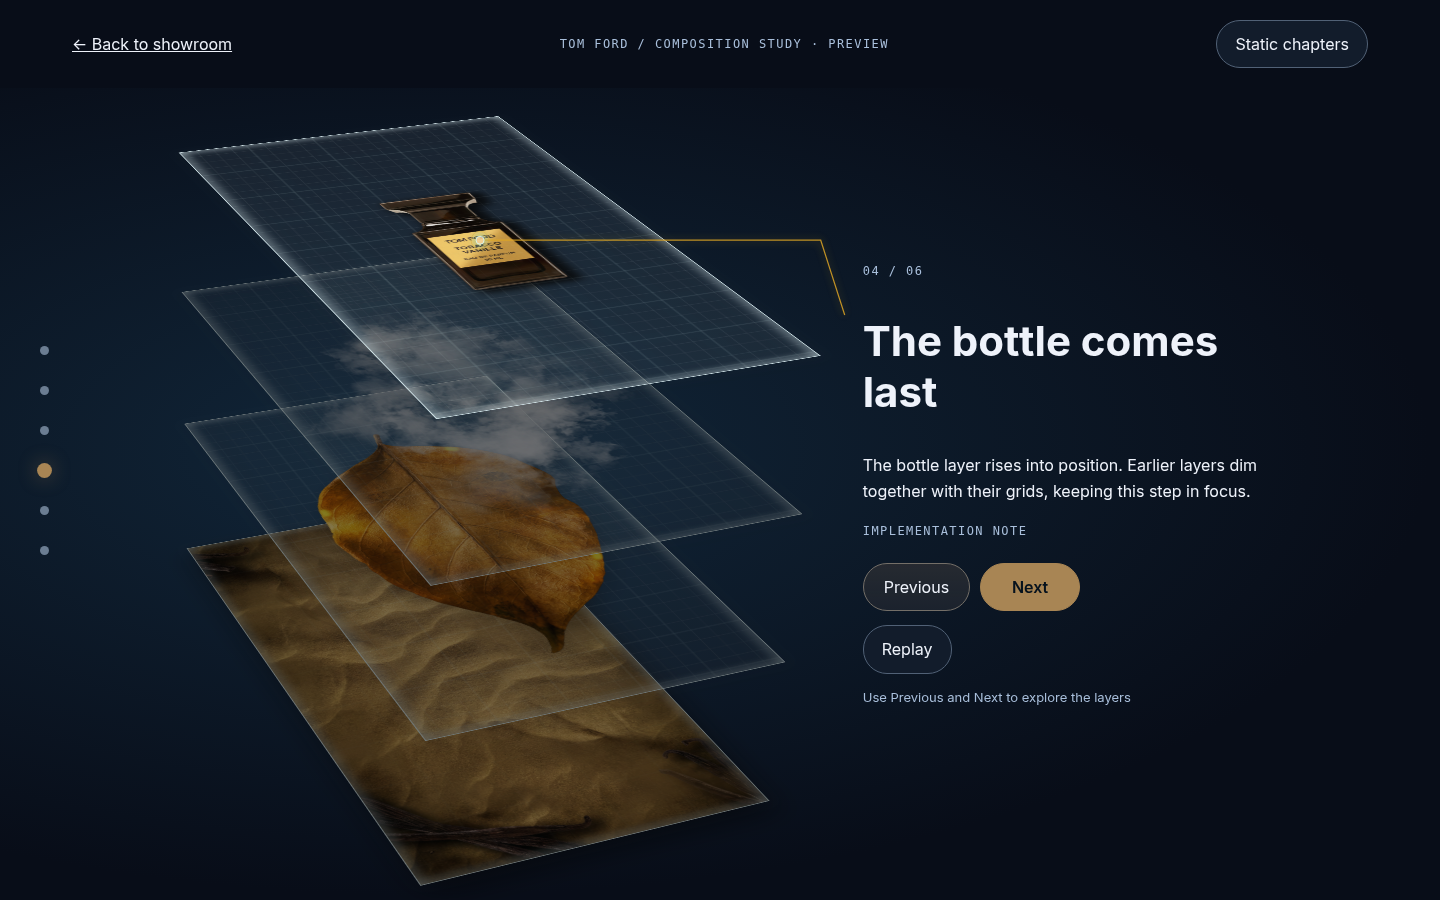 ← Back to showroom
TOM FORD / COMPOSITION STUDY · PREVIEW
Static chapters
TOBACCO
VANILLE
04 / 06
The bottle comes
last
The bottle layer rises into position. Earlier layers dim
together with their grids, keeping this step in focus.
IMPLEMENTATION NOTE
Previous
Next
Replay
Use Previous and Next to explore the layers